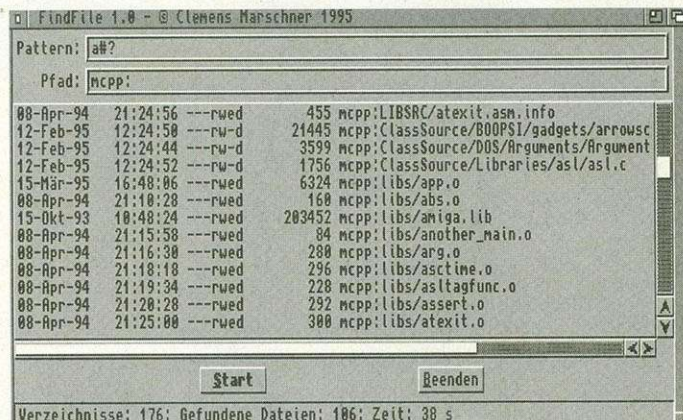 FindFile 1.0 - © Clemens Marschner 1995
Pattern: a#?
Pfad: mcpp:
08-Apr-94 21:24:56 ---rwed 455 mcpp:LIBSRC/atexit.asm.info
12-Feb-95 12:24:50 ---rw-d 21445 mcpp:ClassSource/BOOPSI/gadgets/arrowsc
12-Feb-95 12:24:44 ---rw-d 3599 mcpp:ClassSource/DOS/Arguments/Argument
12-Feb-95 12:24:52 ---rw-d 1756 mcpp:ClassSource/Libraries/asl/asl.c
15-Mär-95 16:48:06 ---rwed 6324 mcpp:libs/app.o
08-Apr-94 21:10:28 ---rwed 160 mcpp:libs/abs.o
15-Okt-93 10:48:24 ---rwed 203452 mcpp:libs/amiga.lib
08-Apr-94 21:15:58 ---rwed 84 mcpp:libs/another_main.o
08-Apr-94 21:16:30 ---rwed 280 mcpp:libs/arg.o
08-Apr-94 21:18:18 ---rwed 296 mcpp:libs/asctime.o
08-Apr-94 21:19:34 ---rwed 228 mcpp:libs/asltagfunc.o
08-Apr-94 21:20:28 ---rwed 292 mcpp:libs/assert.o
08-Apr-94 21:25:00 ---rwed 300 mcpp:libs/atexit.o
Start Beenden
Verzeichnisse: 176; Gefundene Dateien: 106; Zeit: 38 s